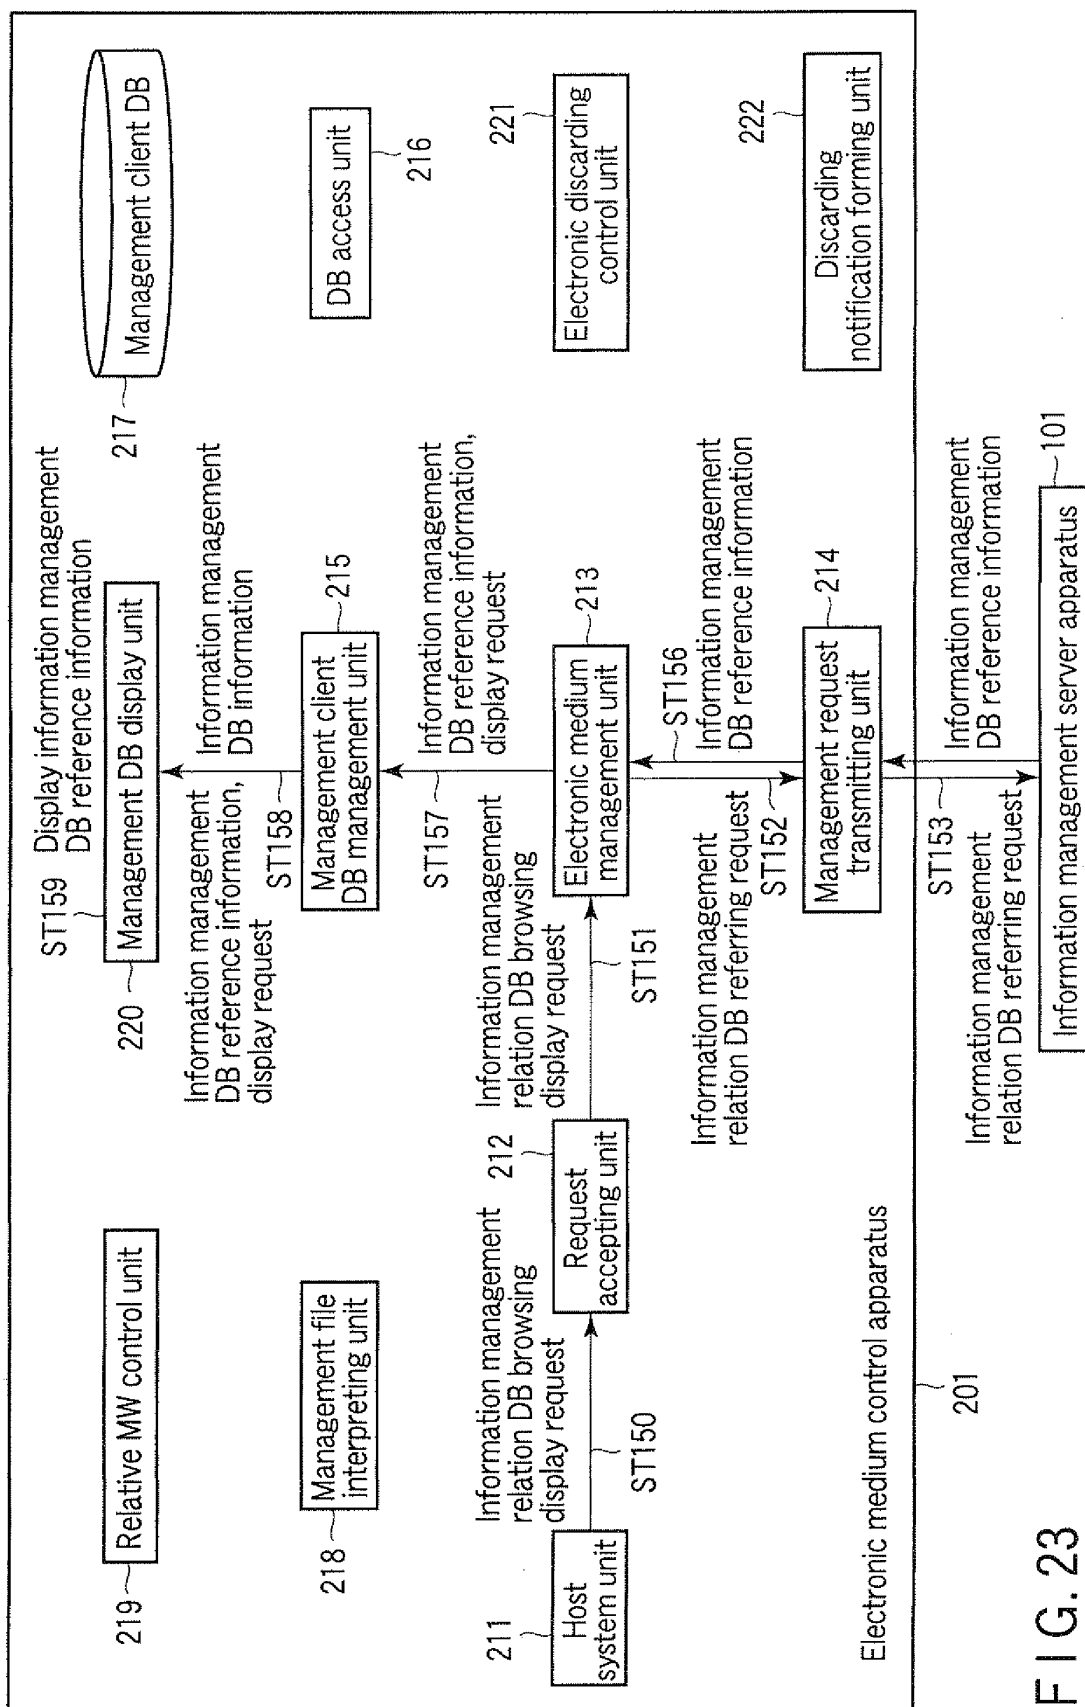 ST159
Display information management
DB reference information
219
Relative MW control unit
220
Management DB display unit
217
Management client DB
Information management
DB reference information,
display request
ST158
Information management
DB information
218
Management file
interpreting unit
Management client
DB management unit
215
DB access unit
216
ST157
Information management
DB reference information,
display request
211
Host
system unit
Information management
relation DB browsing
display request
ST150
212
Request
accepting unit
Information management
relation DB browsing
display request
ST151
Electronic medium
management unit
213
221
Electronic discarding
control unit
Information management
relation DB referring request
ST152
ST156
Information management
DB reference information
Management request
transmitting unit
214
222
Discarding
notification forming unit
Electronic medium control apparatus
201
Information management
relation DB referring request
ST153
Information management
DB reference information
Information management server apparatus
101
FIG. 23